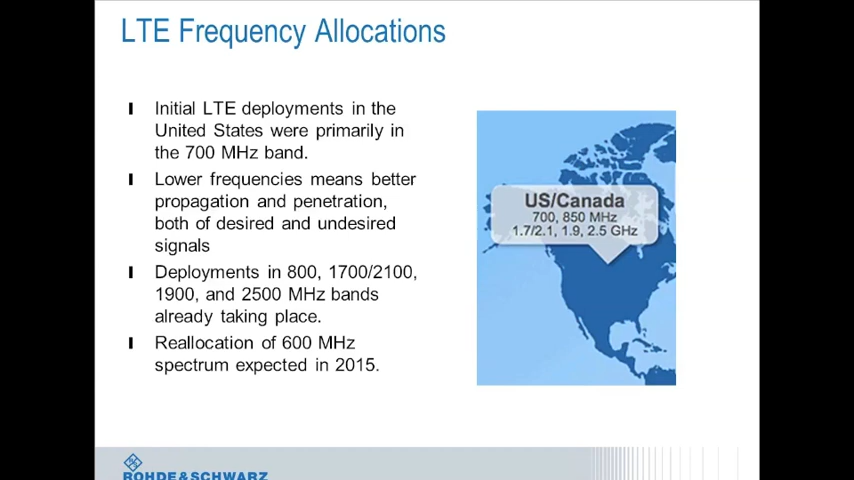 LTE Frequency Allocations
Initial LTE deployments in the
United States were primarily in
the 700 MHz band.
Lower frequencies means better
propagation and penetration,
both of desired and undesired
signals
Deployments in 800, 1700/2100,
1900, and 2500 MHz bands
already taking place.
Reallocation of 600 MHz
spectrum expected in 2015.
US/Canada
700, 850 MHz
1.7/2.1, 1.9, 2.5 GHz
ROHDE&SCHWARZ